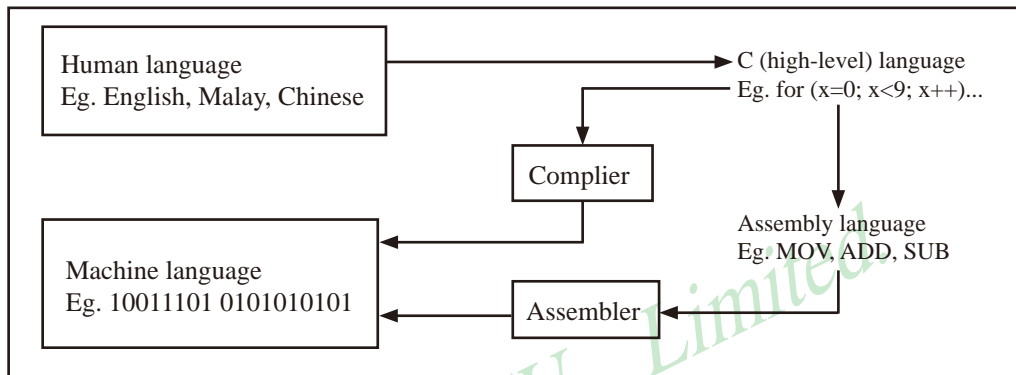 Human language
Eg. English, Malay, Chinese
C (high-level) language
Eg. for (x=0; x<9; x++)...
Complier
Assembly language
Eg. MOV, ADD, SUB
Machine language
Eg. 10011101 0101010101
Assembler
Limited.